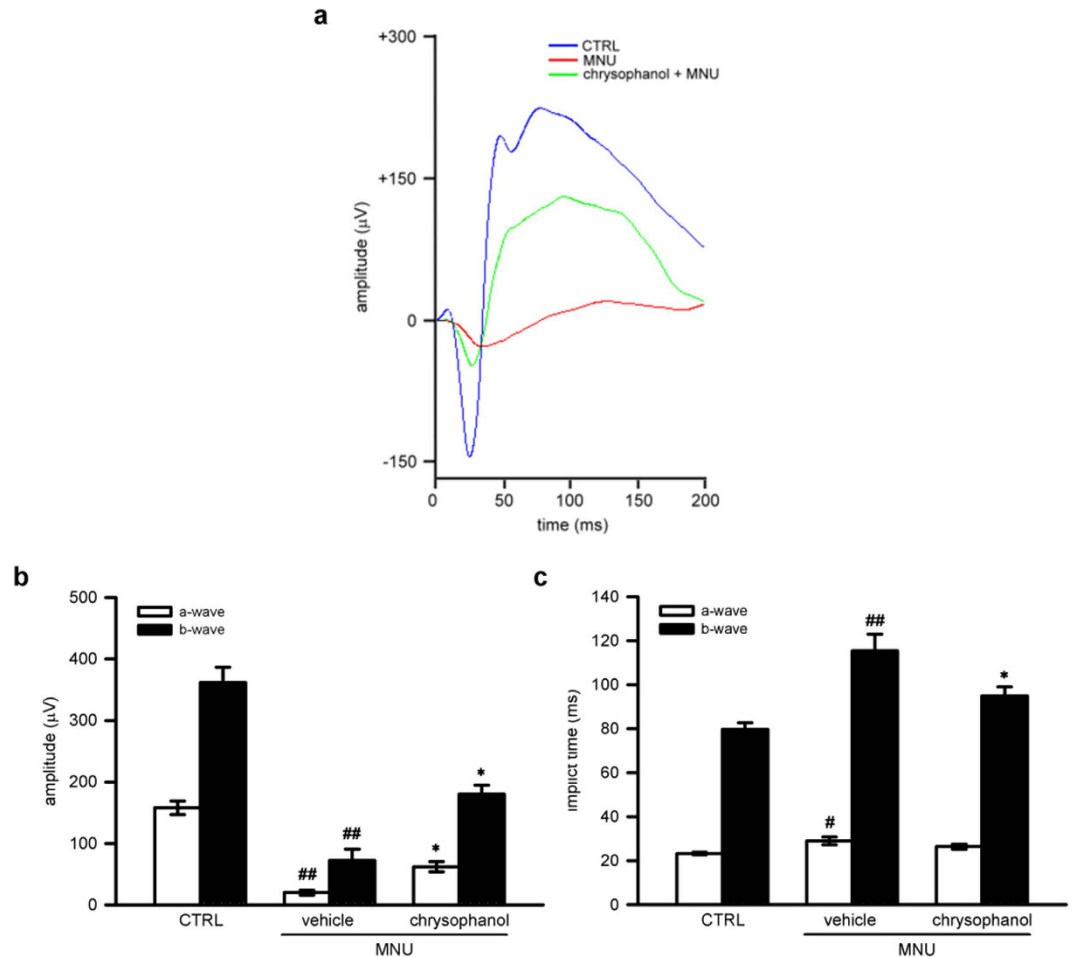 a
+300
+150
0
-150
amplitude (µV)
CTRL
MNU
chrysophanol + MNU
0 50 100 150 200
time (ms)
b
500
400
300
200
100
0
amplitude (µV)
a-wave
b-wave
##
##
*
*
CTRL vehicle chrysophanol
MNU
c
140
120
100
80
60
40
20
0
implict time (ms)
a-wave
b-wave
#
##
*
CTRL vehicle chrysophanol
MNU